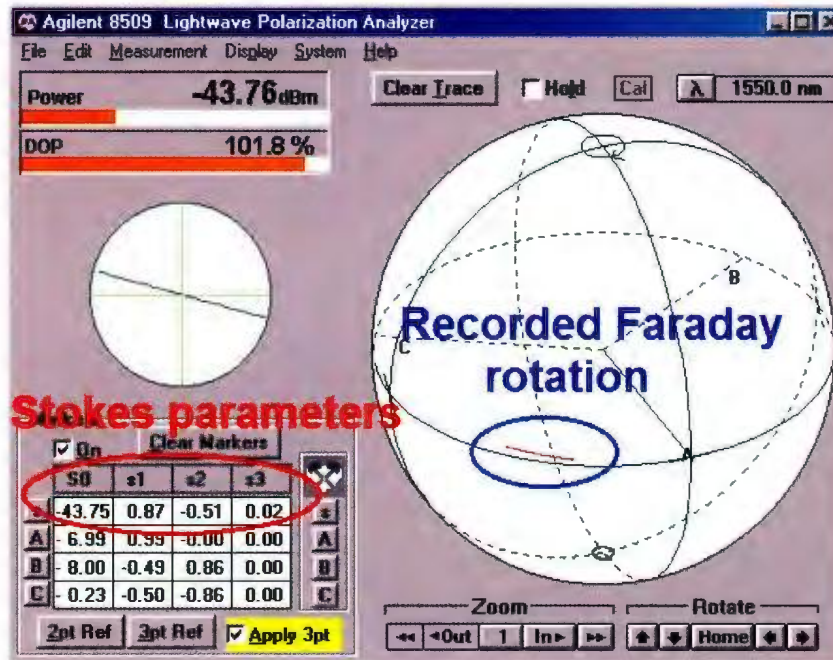 Agilent 8509 Lightwave Polarization Analyzer
File Edit Measurement Display System Help
Power -43.76dBm
DOP 101.8 %
Clear Trace Hold Cal λ 1550.0 nm
B
C
A
Recorded Faraday
rotation
Stokes parameters
On Clear Markers
S0 s1 s2 s3
s -43.75 0.87 -0.51 0.02 s
A - 6.99 0.99 -0.00 0.00 A
B - 8.00 -0.49 0.86 0.00 B
C - 0.23 -0.50 -0.86 0.00 C
2pt Ref 3pt Ref Apply 3pt
Zoom
Out 1 In
Rotate
Home